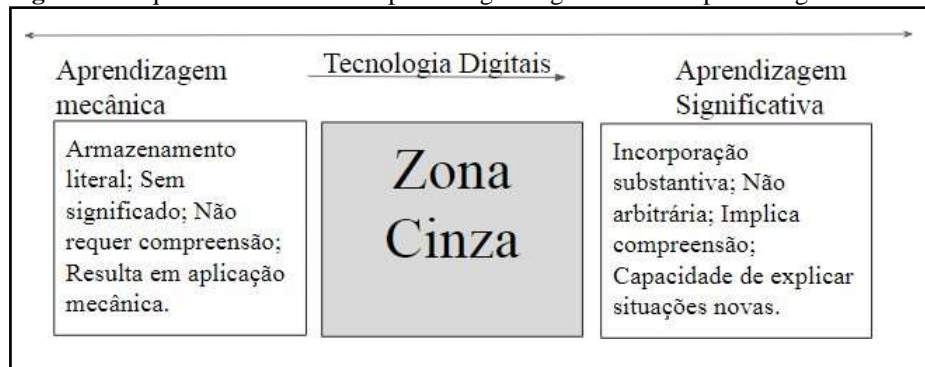 Aprendizagem
mecânica
Tecnologia Digitais
Aprendizagem
Significativa
Armazenamento
literal; Sem
significado; Não
requer compreensão;
Resulta em aplicação
mecânica.
Zona
Cinza
Incorporação
substantiva; Não
arbitrária; Implica
compreensão;
Capacidade de explicar
situações novas.